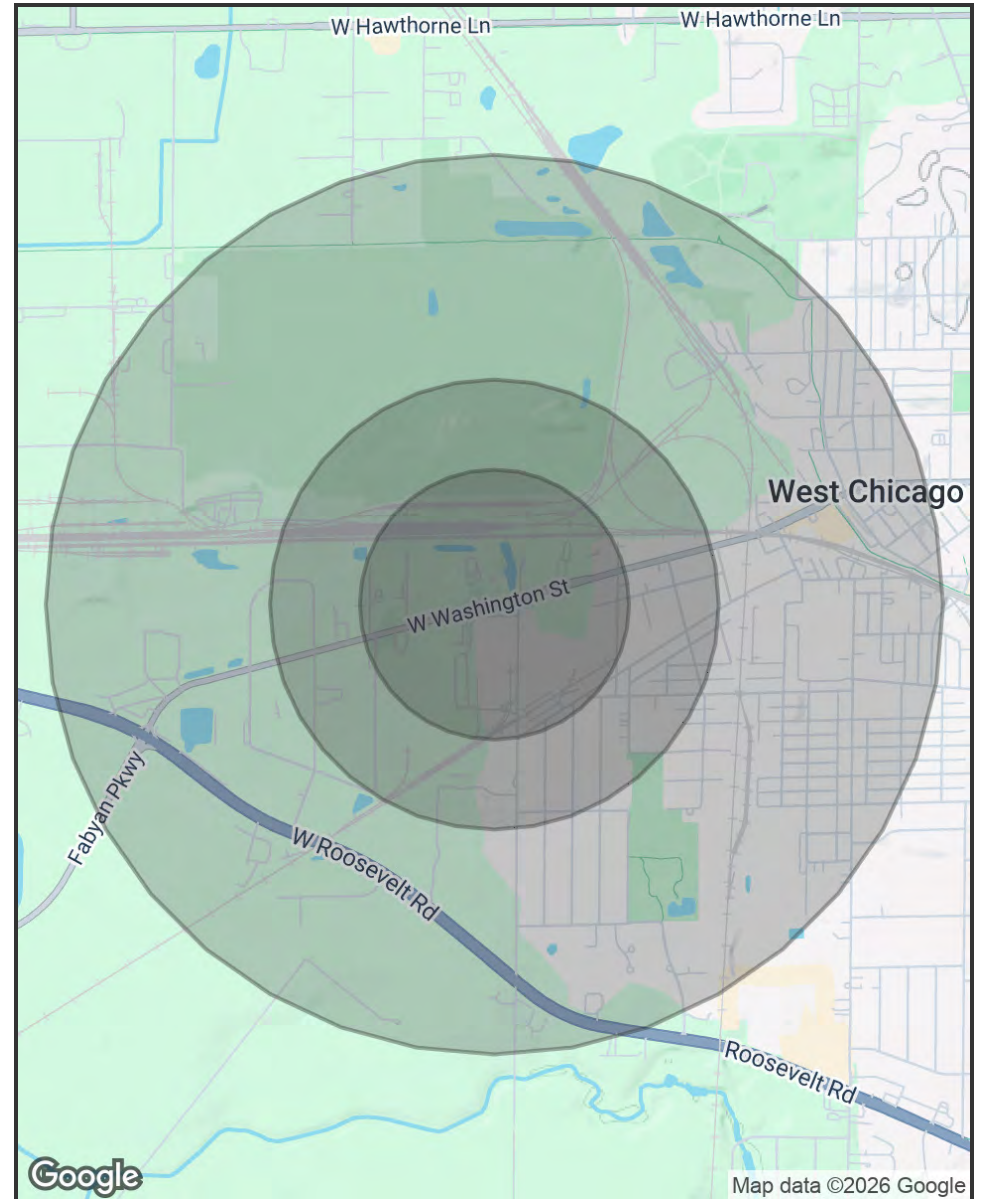 W Hawthorne Ln
W Hawthorne Ln
West Chicago
W Washington St
Fabyan Pkwy
W Roosevelt Rd
Roosevelt Rd
Google
Map data ©2026 Google